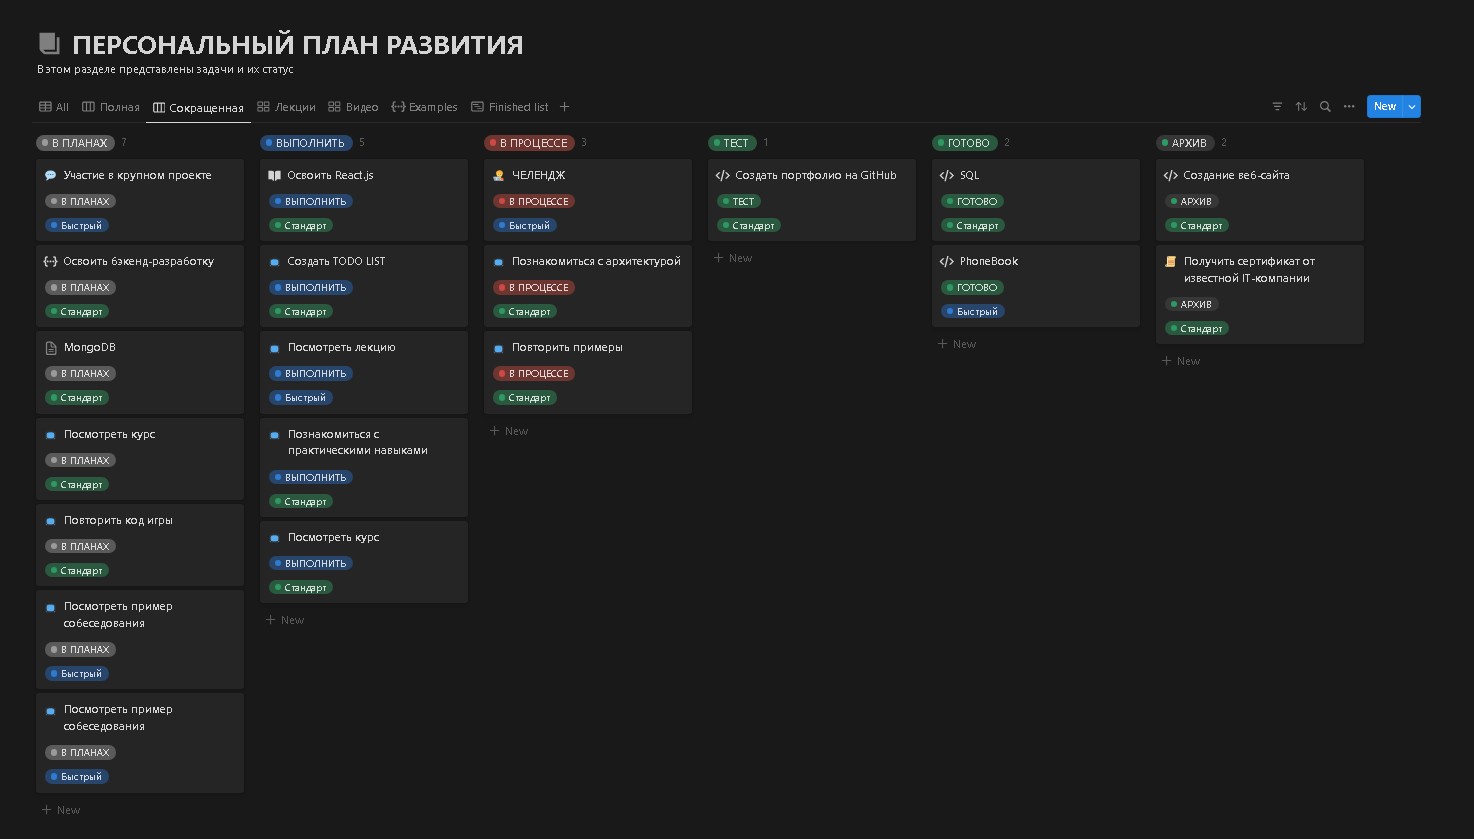 ПЕРСОНАЛЬНЫЙ ПЛАН РАЗВИТИЯ
В этом разделе представлены задачи и их статус
All Полная Сокращенная Лекции Видео Examples Finished list New
В ПЛАНАХ 7
Участие в крупном проекте
В ПЛАНАХ
Быстрый
Освоить бэкенд-разработку
В ПЛАНАХ
Стандарт
MongoDB
В ПЛАНАХ
Стандарт
Посмотреть курс
В ПЛАНАХ
Стандарт
Повторить код игры
В ПЛАНАХ
Стандарт
Посмотреть пример
собеседования
В ПЛАНАХ
Быстрый
Посмотреть пример
собеседования
В ПЛАНАХ
Быстрый
+ New
ВЫПОЛНИТЬ 5
Освоить React.js
ВЫПОЛНИТЬ
Стандарт
Создать TODO LIST
ВЫПОЛНИТЬ
Стандарт
Посмотреть лекцию
ВЫПОЛНИТЬ
Быстрый
Познакомиться с
практическими навыками
ВЫПОЛНИТЬ
Стандарт
Посмотреть курс
ВЫПОЛНИТЬ
Стандарт
+ New
В ПРОЦЕССЕ 3
ЧЕЛЕНДЖ
В ПРОЦЕССЕ
Быстрый
Познакомиться с архитектурой
В ПРОЦЕССЕ
Стандарт
Повторить примеры
В ПРОЦЕССЕ
Стандарт
+ New
ТЕСТ 1
Создать портфолио на GitHub
ТЕСТ
Стандарт
+ New
ГОТОВО 2
SQL
ГОТОВО
Стандарт
PhoneBook
ГОТОВО
Быстрый
+ New
АРХИВ 2
Создание веб-сайта
АРХИВ
Стандарт
Получить сертификат от
известной IT-компании
АРХИВ
Стандарт
+ New